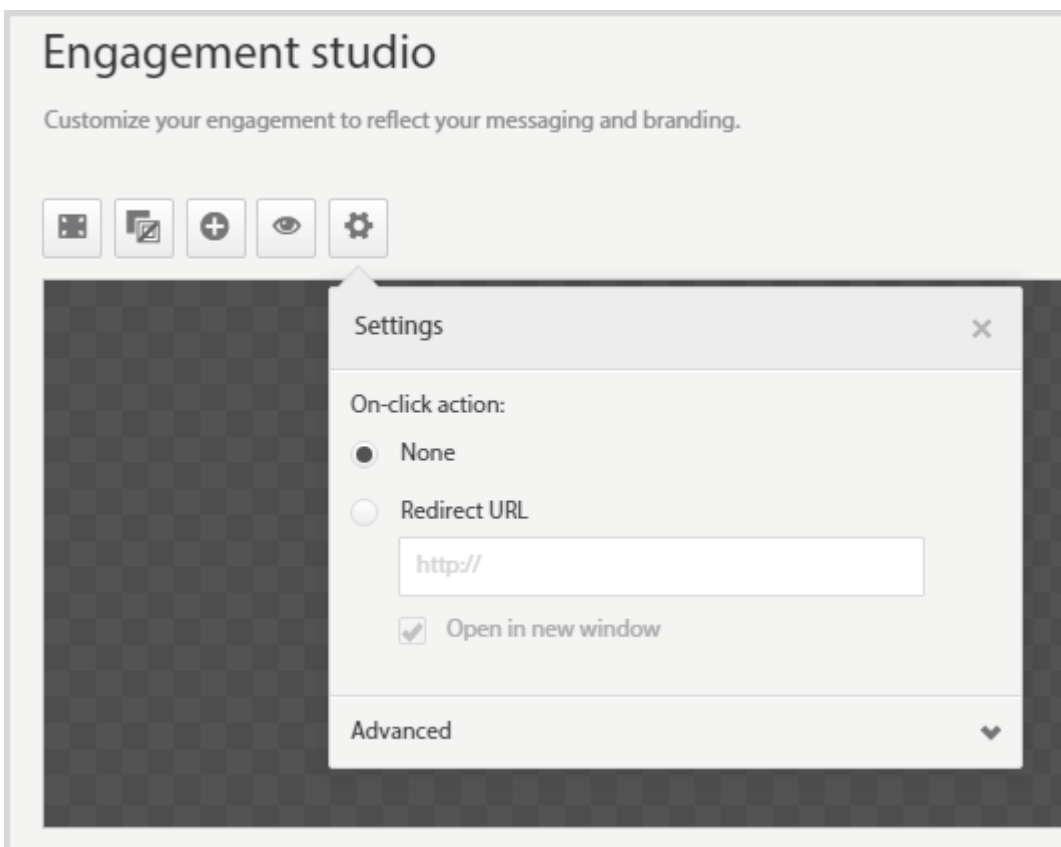 Engagement studio
Customize your engagement to reflect your messaging and branding.
Settings
On-click action:
None
Redirect URL
http://
Open in new window
Advanced